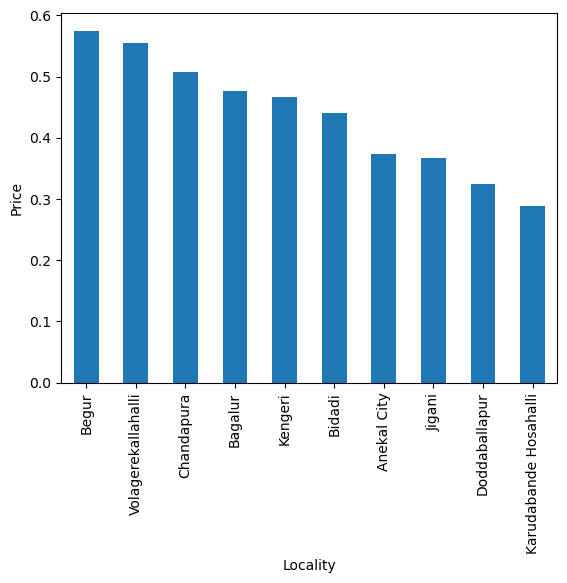 0.6
0.5
0.4
0.3
0.2
0.1
0.0
Price
Begur
Volagerekallahalli
Chandapura
Bagalur
Kengeri
Bidadi
Anekal City
Jigani
Doddaballapur
Karudabande Hosahalli
Locality